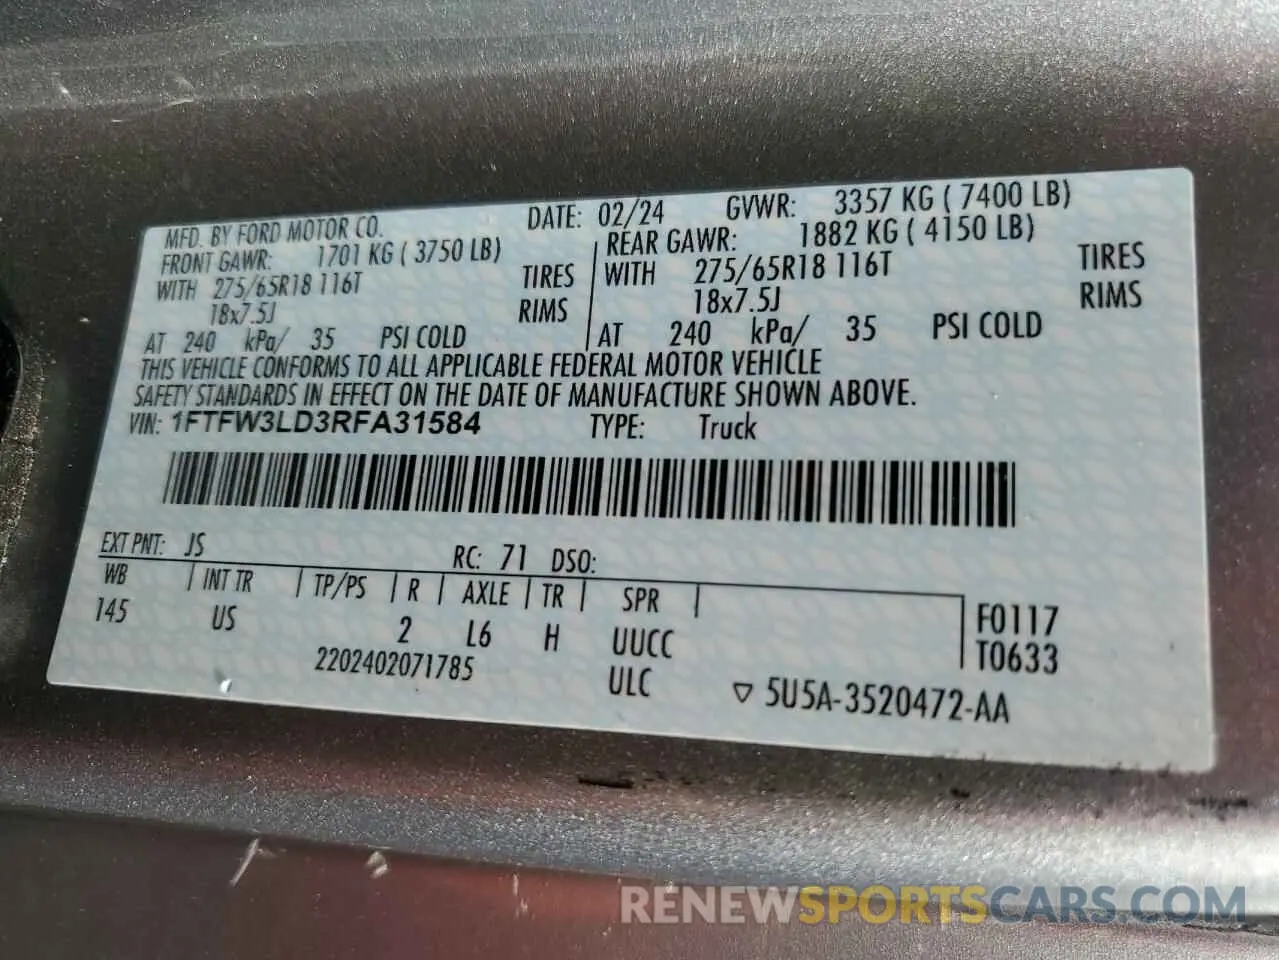 MFD. BY FORD MOTOR CO. DATE: 02/24 GVWR: 3357 KG ( 7400 LB)
FRONT GAWR: 1701 KG ( 3750 LB) REAR GAWR: 1882 KG ( 4150 LB)
WITH 275/65R18 116T TIRES WITH 275/65R18 116T TIRES
18x7.5J RIMS 18x7.5J RIMS
AT 240 kPa/ 35 PSI COLD AT 240 kPa/ 35 PSI COLD
THIS VEHICLE CONFORMS TO ALL APPLICABLE FEDERAL MOTOR VEHICLE
SAFETY STANDARDS IN EFFECT ON THE DATE OF MANUFACTURE SHOWN ABOVE.
VIN: 1FTFW3LD3RFA31584 TYPE: Truck
EXT PNT: JS RC: 71 DSO:
WB INT TR TP/PS R AXLE TR SPR F0117
145 US 2 L6 H UUCC T0633
2202402071785 ULC 5U5A-3520472-AA
RENEWSPORTSCARS.COM